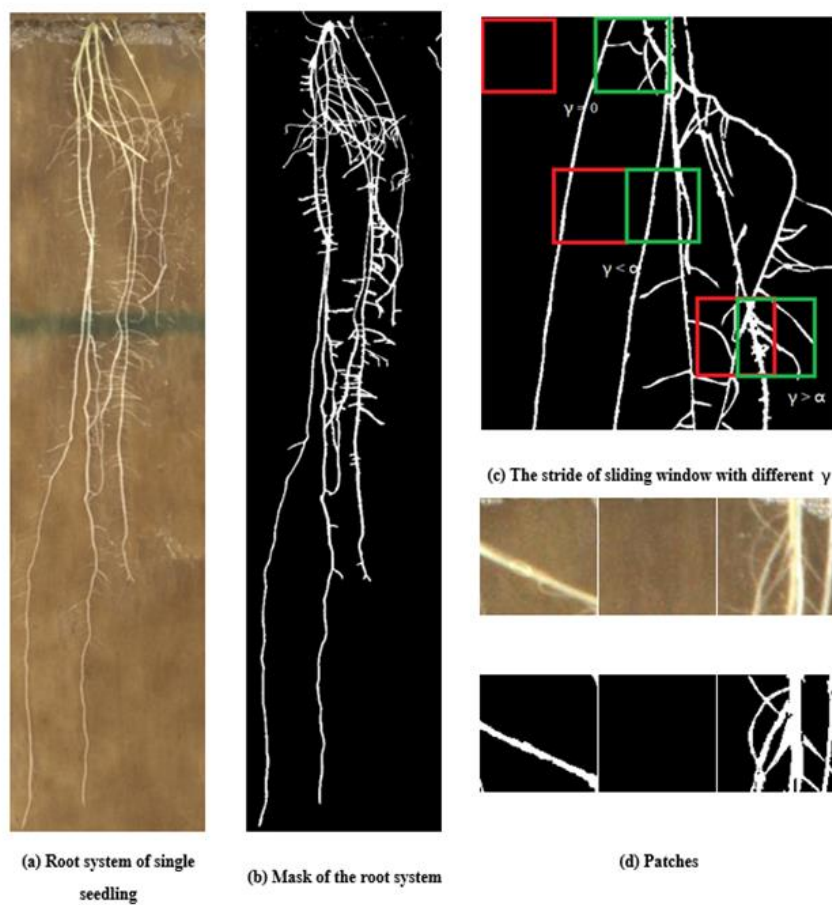 γ = 0
γ < α
γ > α
(c) The stride of sliding window with different γ
(a) Root system of single
seedling
(b) Mask of the root system
(d) Patches